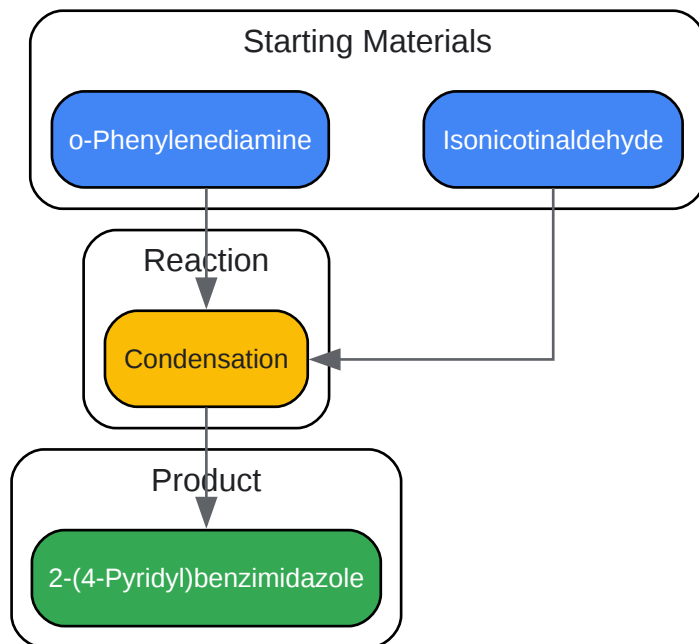 Starting Materials
o-Phenylenediamine
Isonicotinaldehyde
Reaction
Condensation
Product
2-(4-Pyridyl)benzimidazole